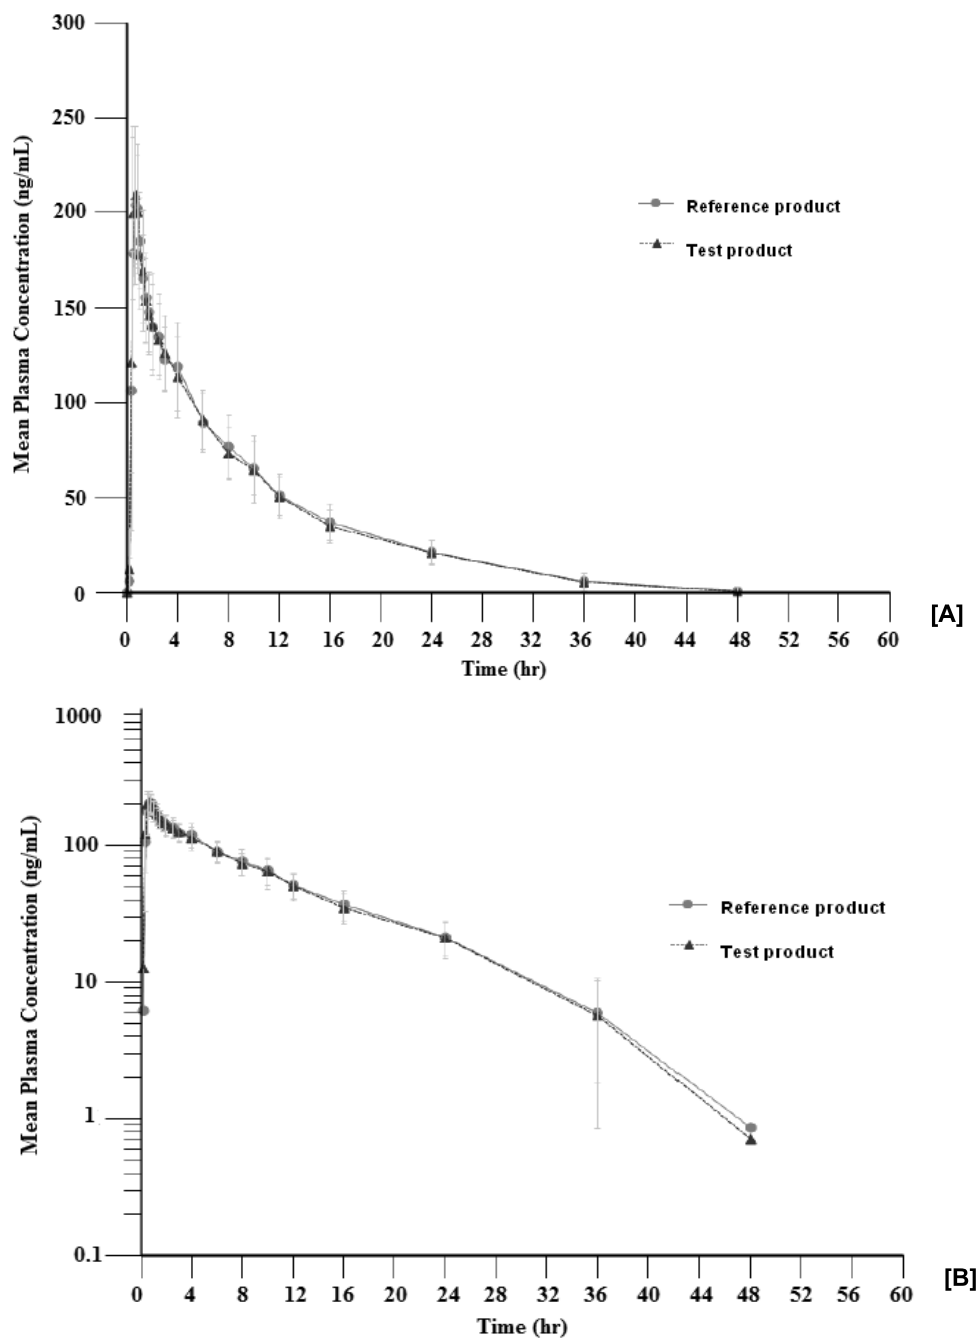 300
250
200
150
100
50
0
Mean Plasma Concentration (ng/mL)
Reference product
Test product
0 4 8 12 16 20 24 28 32 36 40 44 48 52 56 60
Time (hr)
[A]
1000
100
10
1
0.1
Mean Plasma Concentration (ng/mL)
Reference product
Test product
0 4 8 12 16 20 24 28 32 36 40 44 48 52 56 60
Time (hr)
[B]